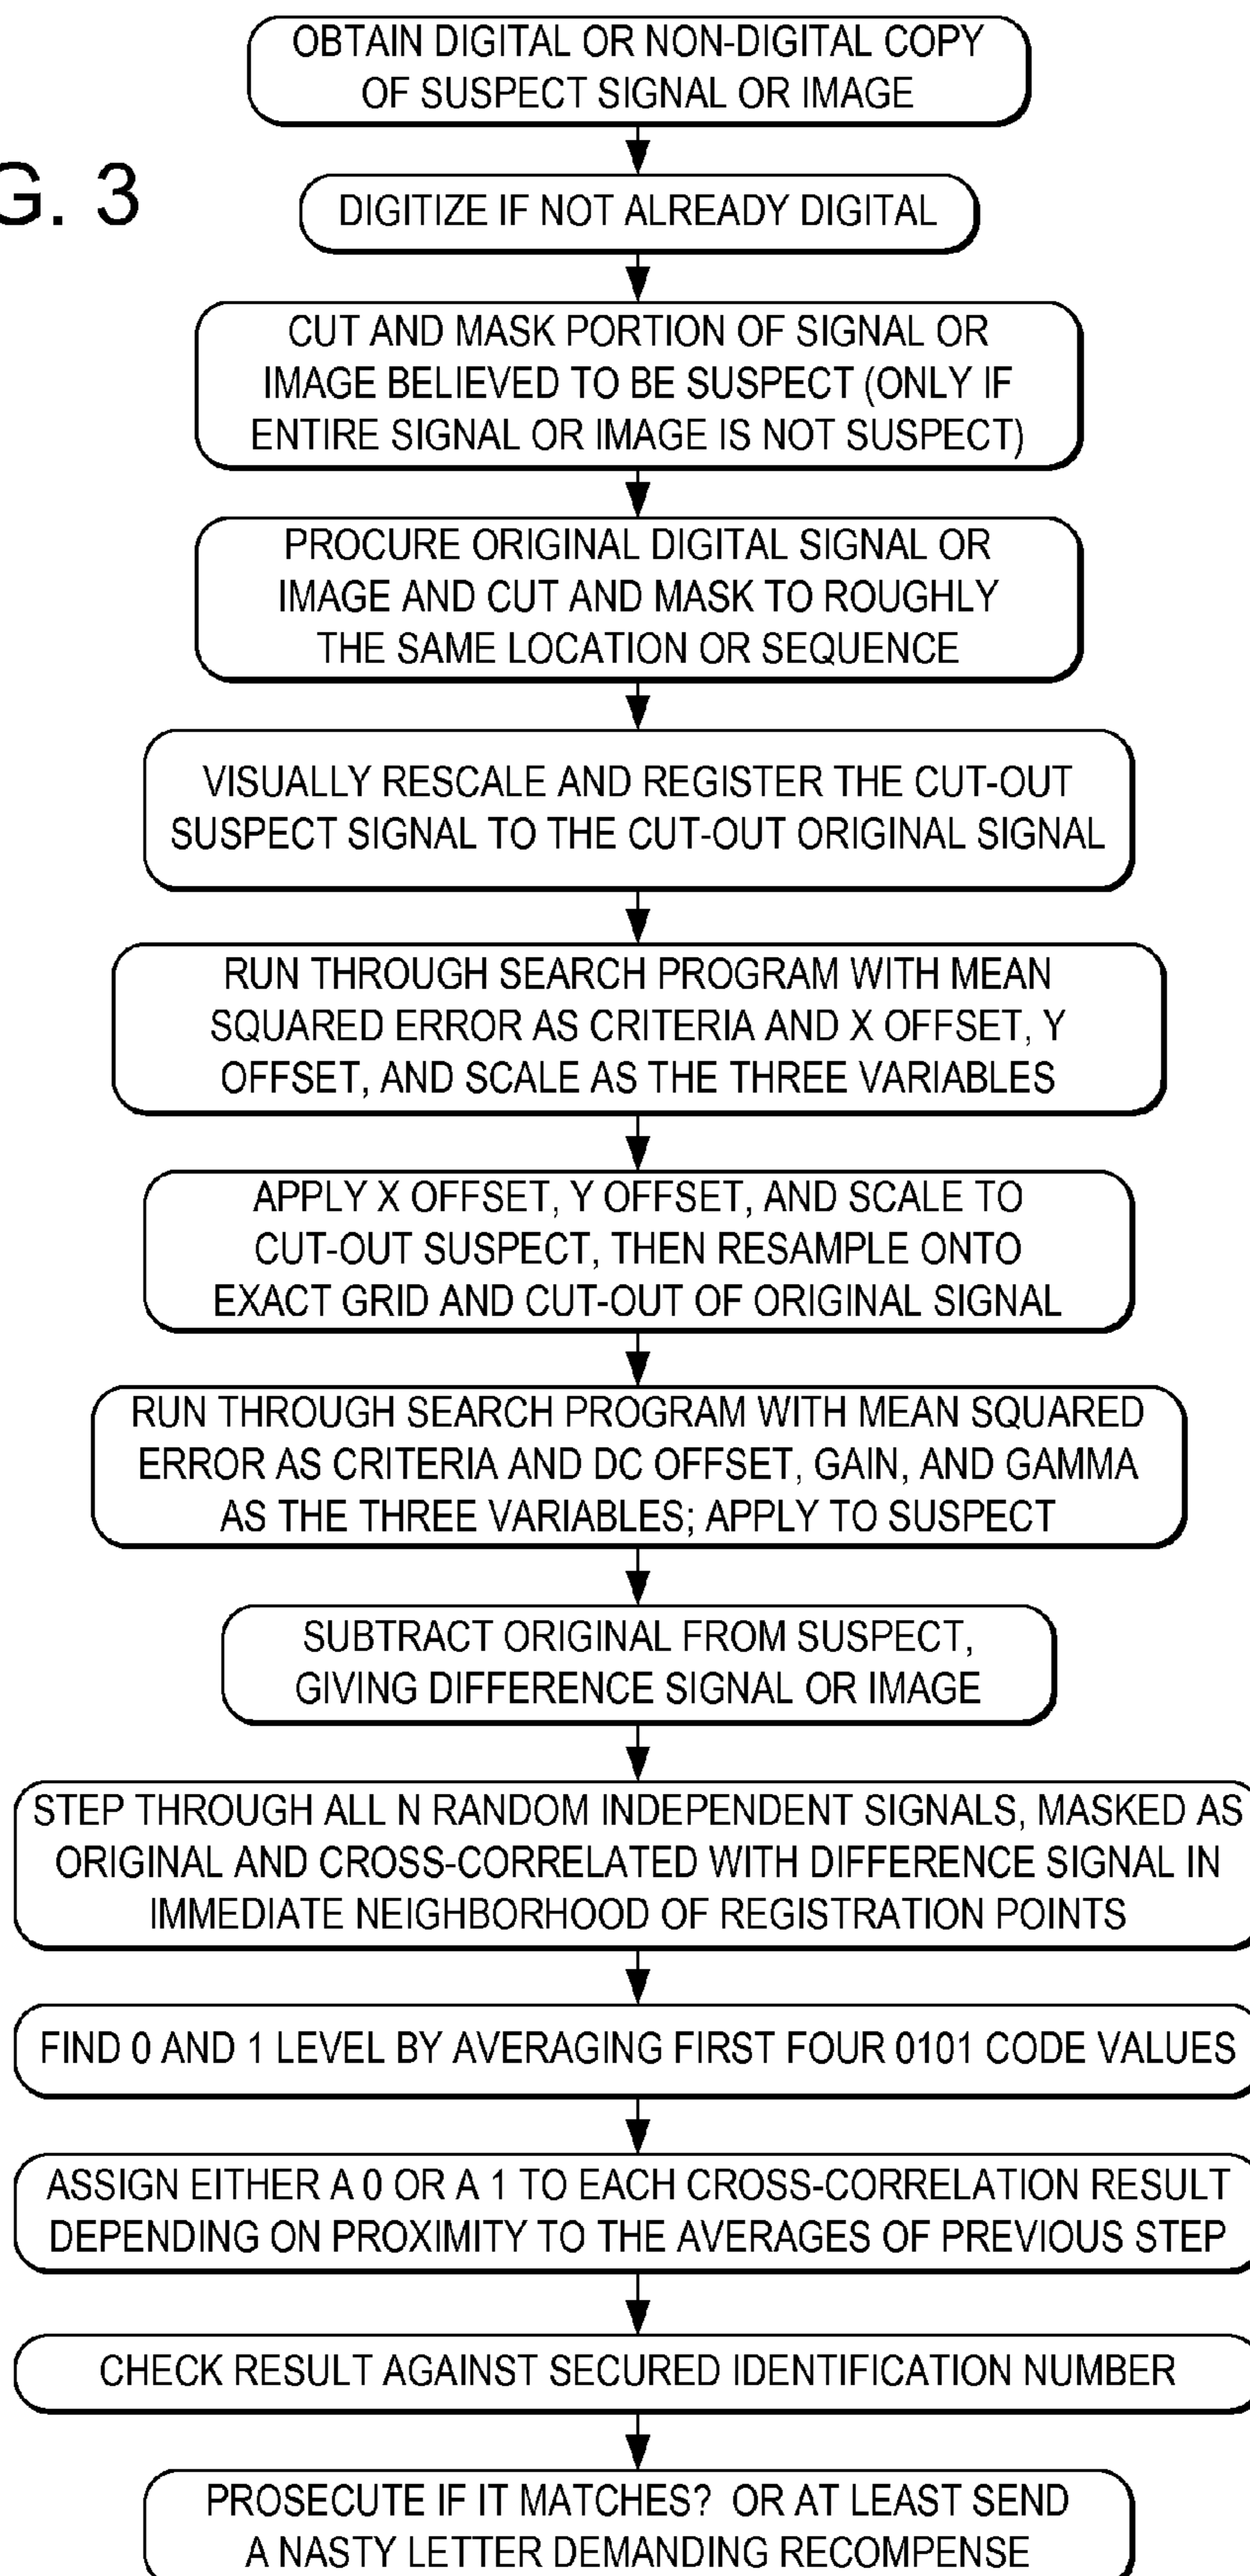 OBTAIN DIGITAL OR NON-DIGITAL COPY
OF SUSPECT SIGNAL OR IMAGE
G. 3
DIGITIZE IF NOT ALREADY DIGITAL
CUT AND MASK PORTION OF SIGNAL OR
IMAGE BELIEVED TO BE SUSPECT (ONLY IF
ENTIRE SIGNAL OR IMAGE IS NOT SUSPECT)
PROCURE ORIGINAL DIGITAL SIGNAL OR
IMAGE AND CUT AND MASK TO ROUGHLY
THE SAME LOCATION OR SEQUENCE
VISUALLY RESCALE AND REGISTER THE CUT-OUT
SUSPECT SIGNAL TO THE CUT-OUT ORIGINAL SIGNAL
RUN THROUGH SEARCH PROGRAM WITH MEAN
SQUARED ERROR AS CRITERIA AND X OFFSET, Y
OFFSET, AND SCALE AS THE THREE VARIABLES
APPLY X OFFSET, Y OFFSET, AND SCALE TO
CUT-OUT SUSPECT, THEN RESAMPLE ONTO
EXACT GRID AND CUT-OUT OF ORIGINAL SIGNAL
RUN THROUGH SEARCH PROGRAM WITH MEAN SQUARED
ERROR AS CRITERIA AND DC OFFSET, GAIN, AND GAMMA
AS THE THREE VARIABLES; APPLY TO SUSPECT
SUBTRACT ORIGINAL FROM SUSPECT,
GIVING DIFFERENCE SIGNAL OR IMAGE
STEP THROUGH ALL N RANDOM INDEPENDENT SIGNALS, MASKED AS
ORIGINAL AND CROSS-CORRELATED WITH DIFFERENCE SIGNAL IN
IMMEDIATE NEIGHBORHOOD OF REGISTRATION POINTS
FIND 0 AND 1 LEVEL BY AVERAGING FIRST FOUR 0101 CODE VALUES
ASSIGN EITHER A 0 OR A 1 TO EACH CROSS-CORRELATION RESULT
DEPENDING ON PROXIMITY TO THE AVERAGES OF PREVIOUS STEP
CHECK RESULT AGAINST SECURED IDENTIFICATION NUMBER
PROSECUTE IF IT MATCHES? OR AT LEAST SEND
A NASTY LETTER DEMANDING RECOMPENSE